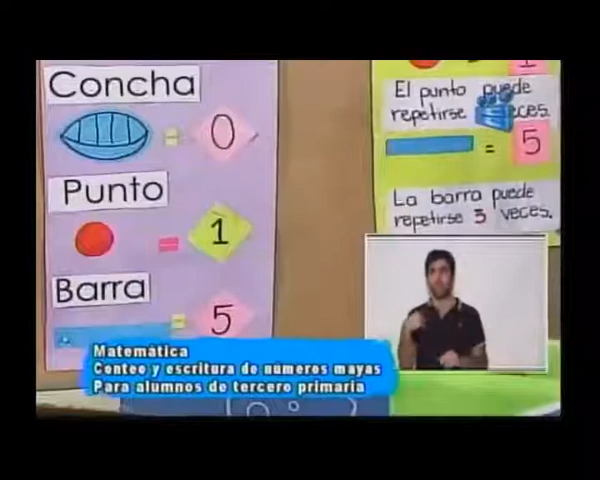 Concha
0
Punto
= 1
Barra
= 5
El punto puede
repetirse veces.
= 5
La barra puede
repetirse 3 veces.
Matemática
Conteo y escritura de números mayas
Para alumnos de tercero primaria